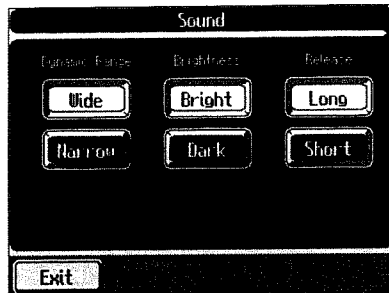 Sound
Dynamic Range Brightness Release
Wide Bright Long
Narrow Dark Short
Exit